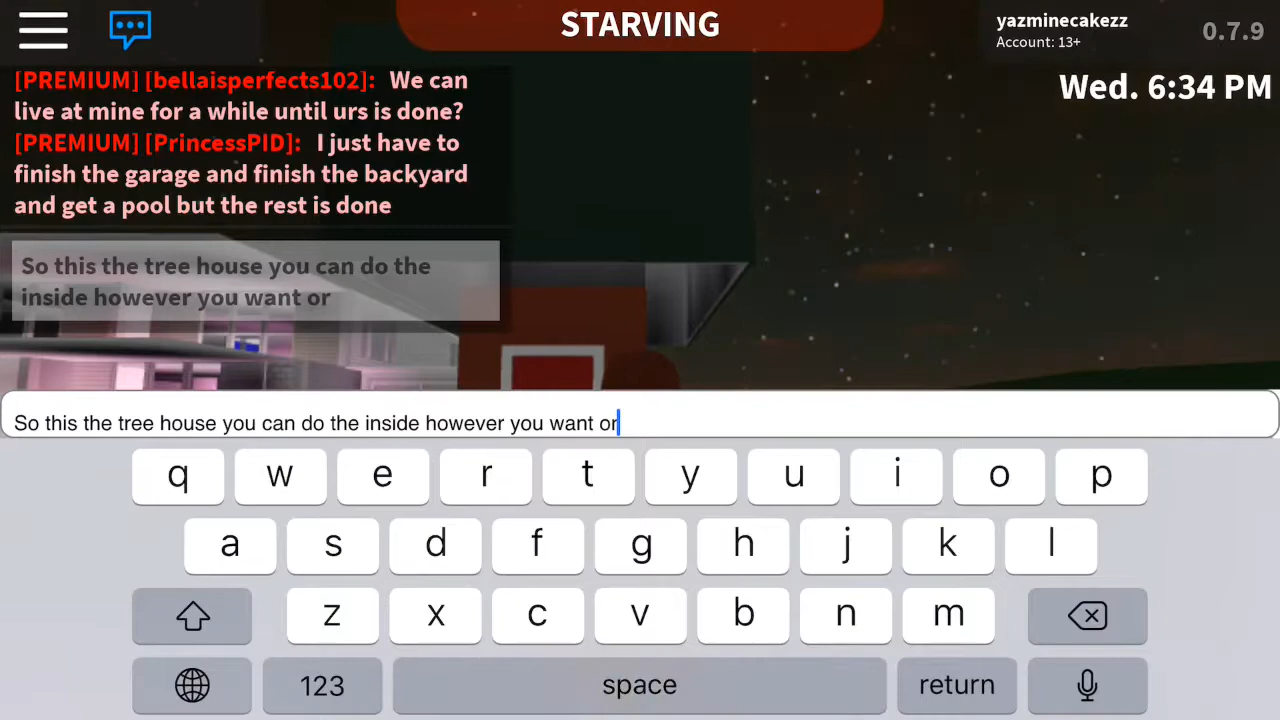 STARVING
yazminecakezz
Account: 13+
0.7.9
Wed. 6:34 PM
[PREMIUM] [bellaisperfects102]: We can
live at mine for a while until urs is done?
[PREMIUM] [PrincessPID]: I just have to
finish the garage and finish the backyard
and get a pool but the rest is done
So this the tree house you can do the
inside however you want or
So this the tree house you can do the inside however you want or
q w e r t y u i o p
a s d f g h j k l
z x c v b n m
123 space return